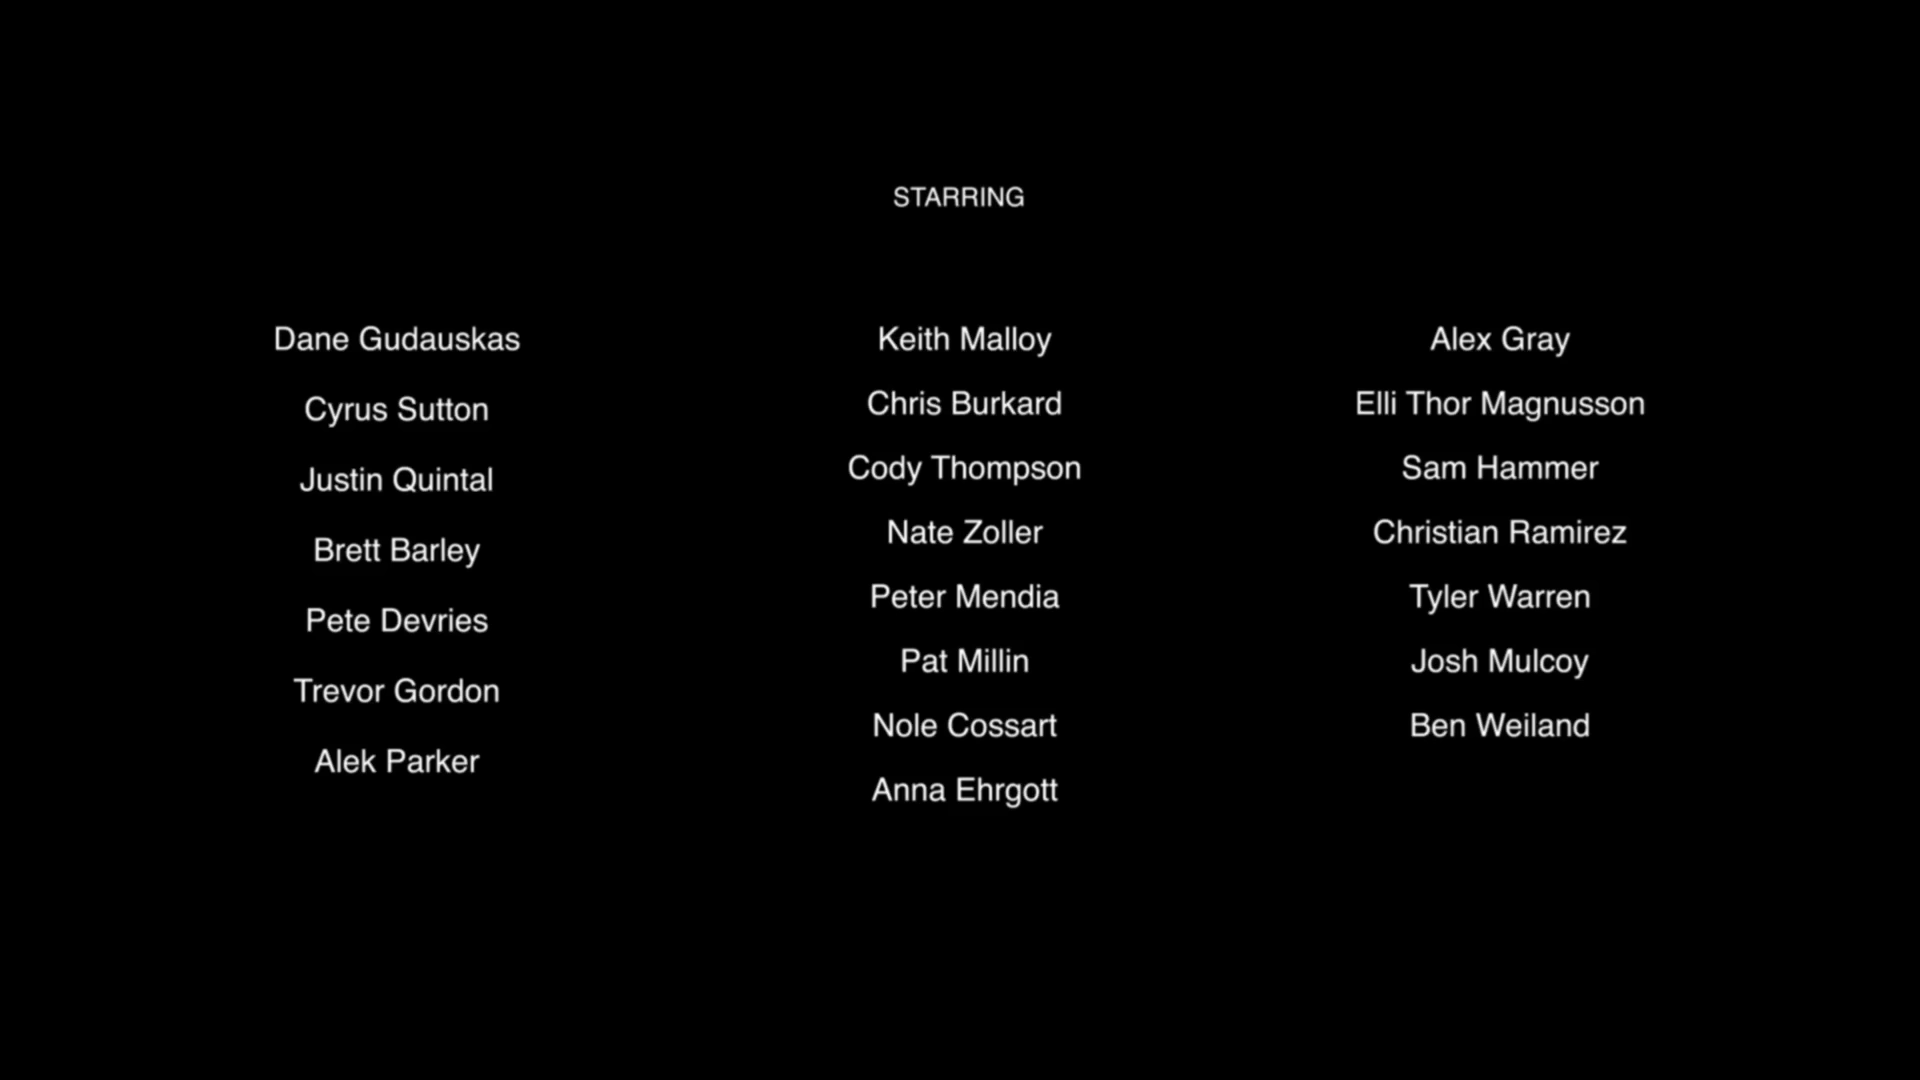 STARRING
Dane Gudauskas
Cyrus Sutton
Justin Quintal
Brett Barley
Pete Devries
Trevor Gordon
Alek Parker
Keith Malloy
Chris Burkard
Cody Thompson
Nate Zoller
Peter Mendia
Pat Millin
Nole Cossart
Anna Ehrgott
Alex Gray
Elli Thor Magnusson
Sam Hammer
Christian Ramirez
Tyler Warren
Josh Mulcoy
Ben Weiland